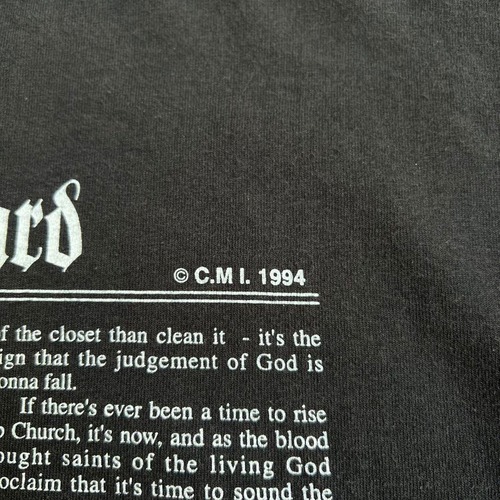 ard
© C.M I. 1994
of the closet than clean it - it's the
ign that the judgement of God is
onna fall.
If there's ever been a time to rise
p Church, it's now, and as the blood
ought saints of the living God
oclaim that it's time to sound the